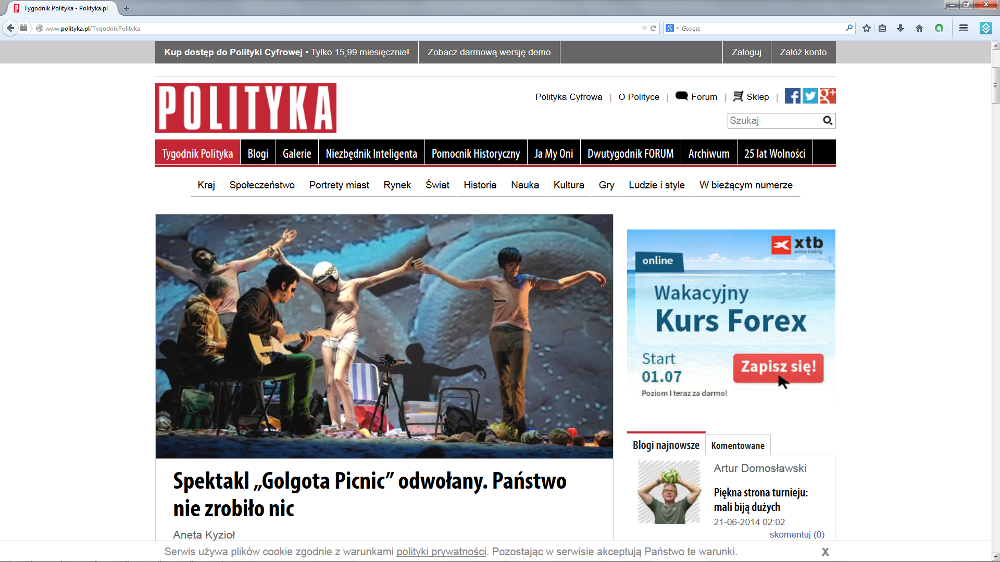 Tygodnik Polityka - Polityka.pl
www.polityka.pl/TygodnikPolityka
Google
Kup dostęp do Polityki Cyfrowej • Tylko 15,99 miesięcznie!
Zobacz darmową wersję demo
Zaloguj
Załóż konto
POLITYKA
Polityka Cyfrowa | O Polityce | Forum | Sklep |
Szukaj
Tygodnik Polityka
Blogi
Galerie
Niezbędnik Inteligenta
Pomocnik Historyczny
Ja My Oni
Dwutygodnik FORUM
Archiwum
25 lat Wolności
Kraj
Społeczeństwo
Portrety miast
Rynek
Świat
Historia
Nauka
Kultura
Gry
Ludzie i style
W bieżącym numerze
xtb
online trading
online
Wakacyjny
Kurs Forex
Start
01.07
Zapisz się!
Poziom I teraz za darmo!
Spektakl „Golgota Picnic” odwołany. Państwo
nie zrobiło nic
Aneta Kyzioł
Blogi najnowsze
Komentowane
Artur Domosławski
Piękna strona turnieju:
mali biją dużych
21-06-2014 02:02
skomentuj (0)
Serwis używa plików cookie zgodnie z warunkami polityki prywatności. Pozostając w serwisie akceptują Państwo te warunki.
X